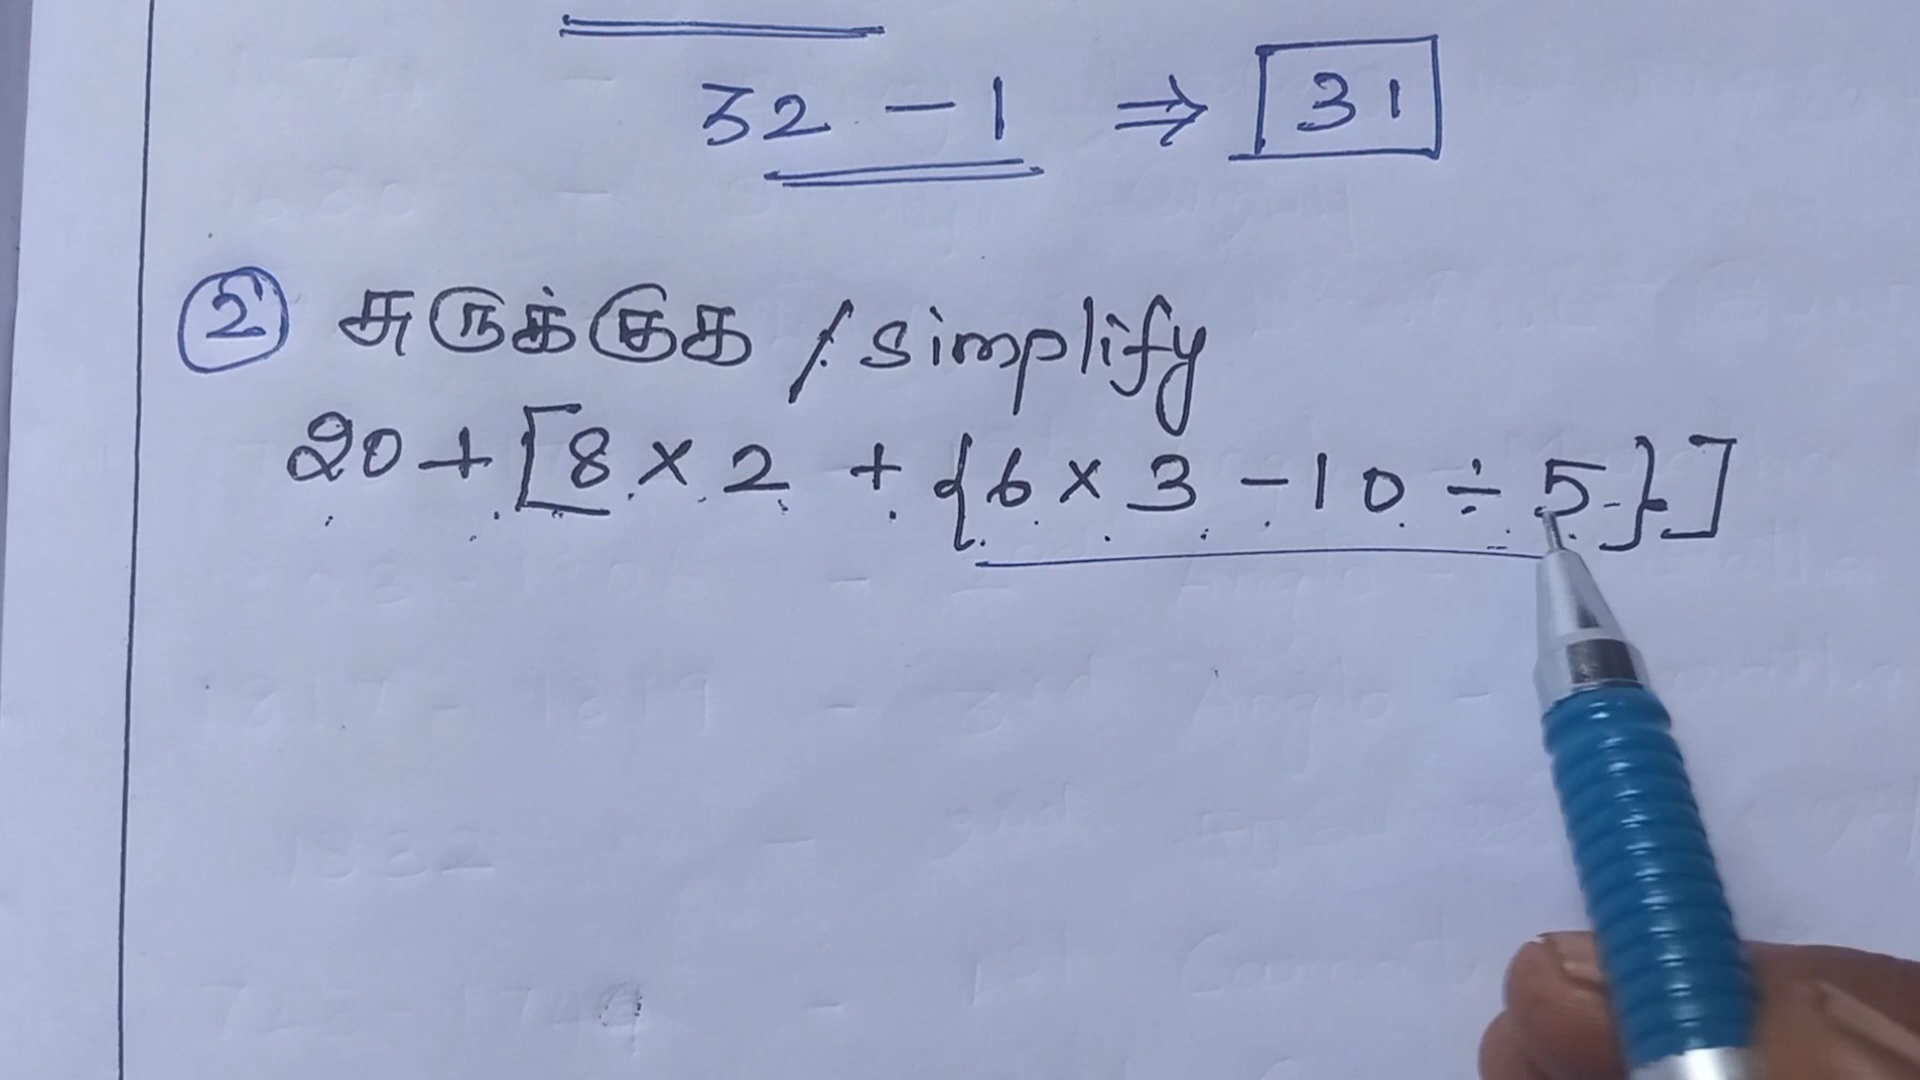 32 - 1 ⇒ 31
2 சுருக்குக / simplify
20 + [8 × 2 + {6 × 3 - 10 ÷ 5}]